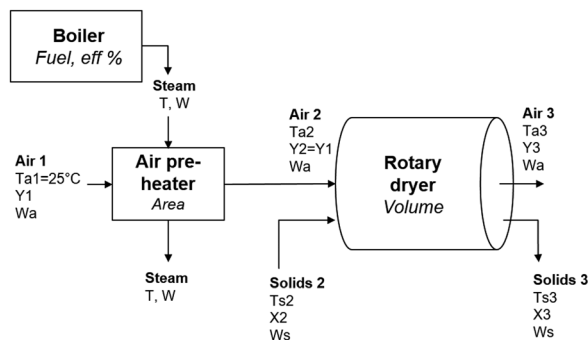 Boiler
Fuel, eff %
Steam
T, W
Air 1
Ta1=25°C
Y1
Wa
Air pre-
heater
Area
Steam
T, W
Air 2
Ta2
Y2=Y1
Wa
Rotary
dryer
Volume
Air 3
Ta3
Y3
Wa
Solids 2
Ts2
X2
Ws
Solids 3
Ts3
X3
Ws